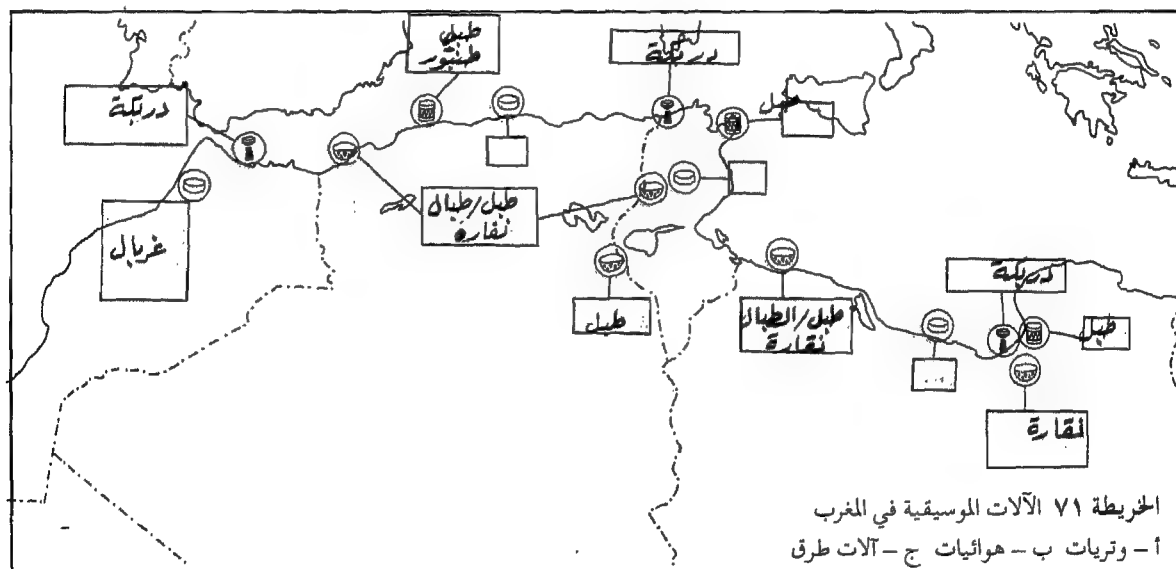 طبل
طنبور
دربكة
دربكة
طبل
طبل/طبال
نقاره
غربال
طبل
طبل/الطبال
نقارة
دربكة
طبل
نقارة
الخريطة ٧١ الآلات الموسيقية في المغرب
أ – وتريات ب – هوائيات ج – آلات طرق